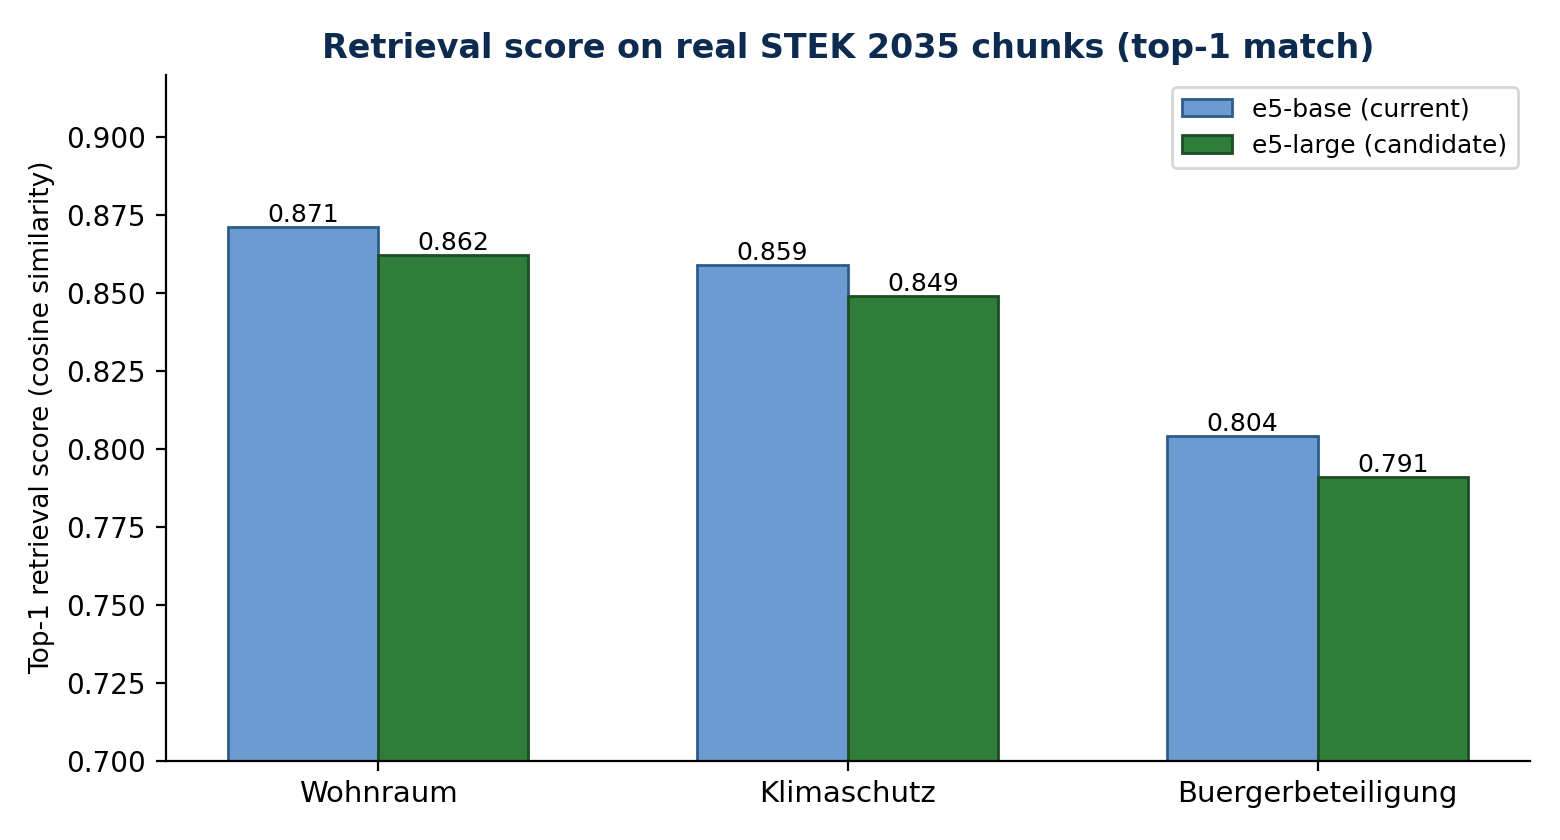 Retrieval score on real STEK 2035 chunks (top-1 match)
e5-base (current)
e5-large (candidate)
Top-1 retrieval score (cosine similarity)
0.900
0.875
0.850
0.825
0.800
0.775
0.750
0.725
0.700
0.871
0.862
0.859
0.849
0.804
0.791
Wohnraum
Klimaschutz
Buergerbeteiligung